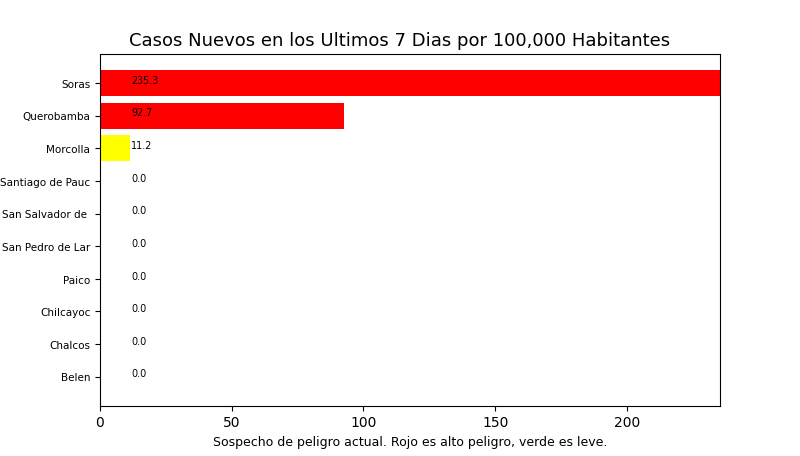 Casos Nuevos en los Ultimos 7 Dias por 100,000 Habitantes
Soras 235.3
Querobamba 92.7
Morcolla 11.2
Santiago de Pauc 0.0
San Salvador de 0.0
San Pedro de Lar 0.0
Paico 0.0
Chilcayoc 0.0
Chalcos 0.0
Belen 0.0
0 50 100 150 200
Sospecho de peligro actual. Rojo es alto peligro, verde es leve.